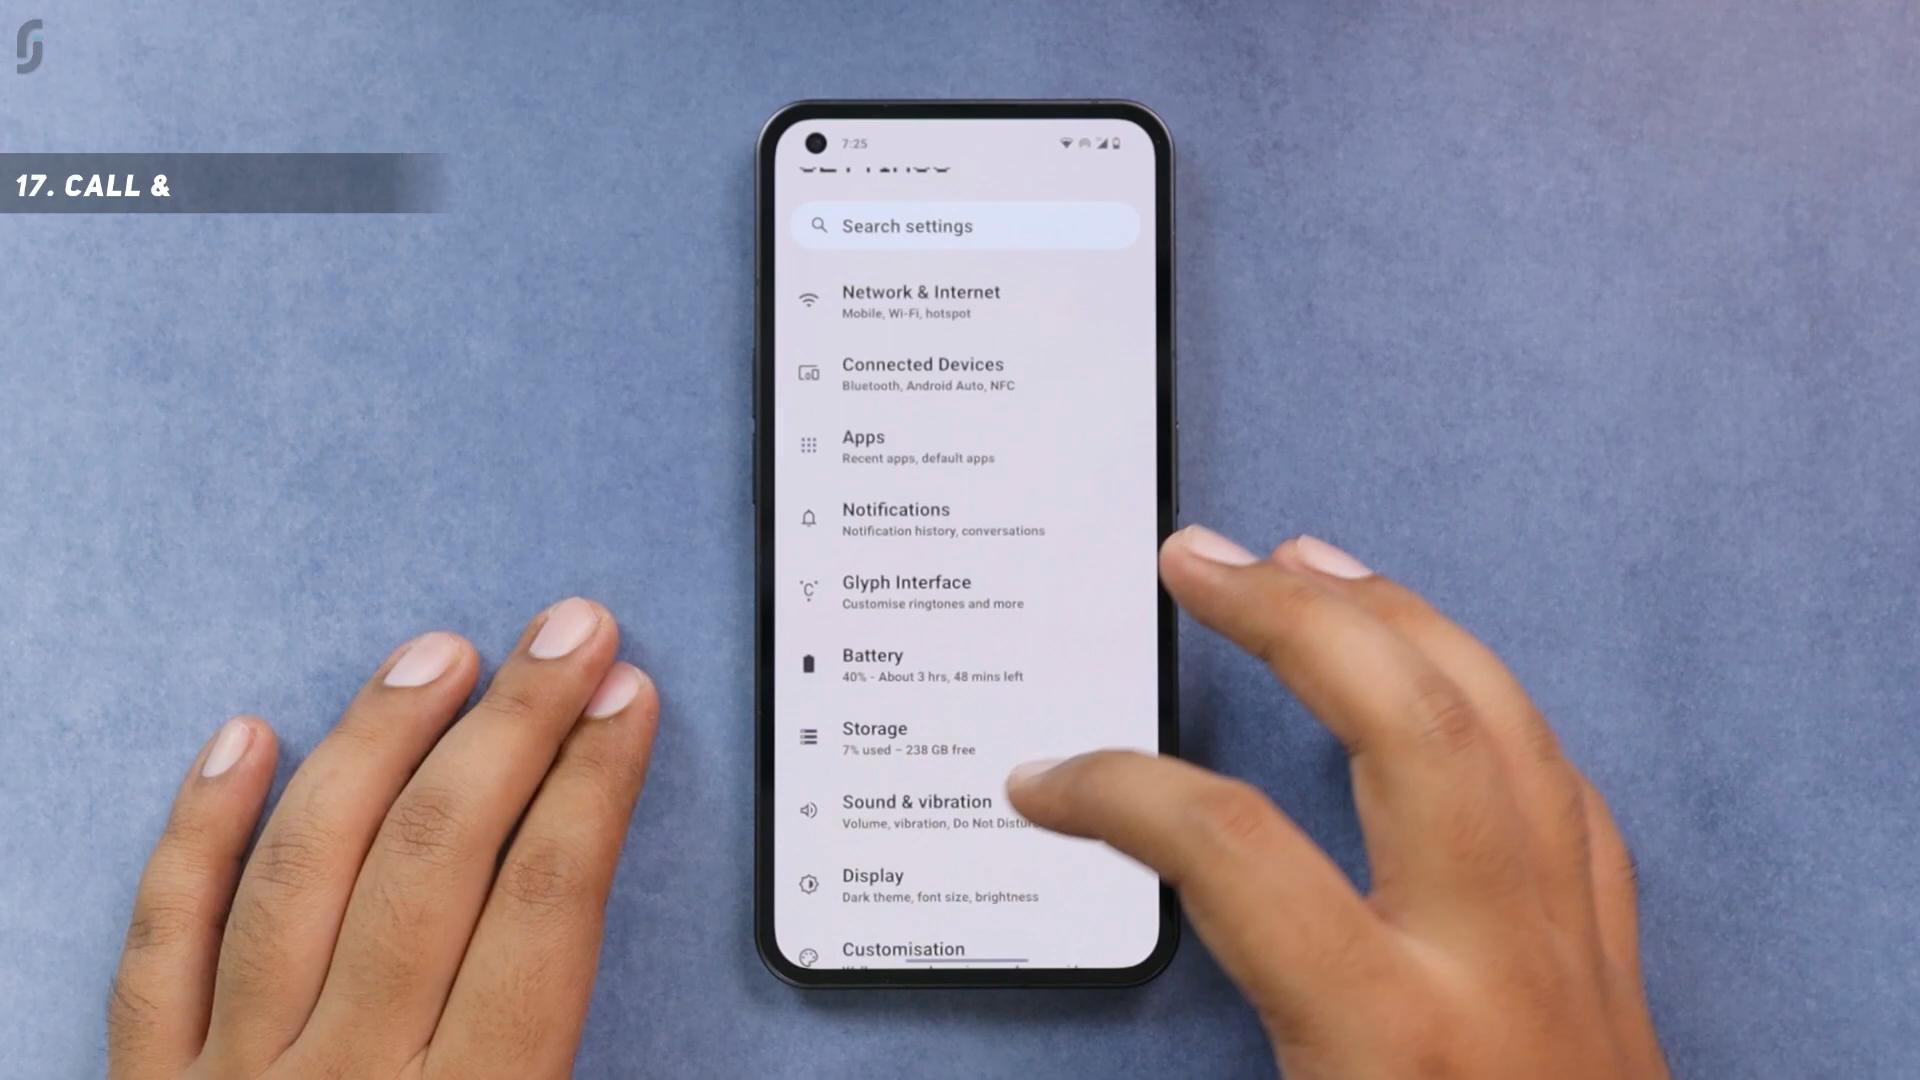 17. CALL &
7:25
Search settings
Network & Internet
Mobile, Wi-Fi, hotspot
Connected Devices
Bluetooth, Android Auto, NFC
Apps
Recent apps, default apps
Notifications
Notification history, conversations
Glyph Interface
Customise ringtones and more
Battery
40% - About 3 hrs, 48 mins left
Storage
7% used – 238 GB free
Sound & vibration
Volume, vibration, Do Not Distur
Display
Dark theme, font size, brightness
Customisation